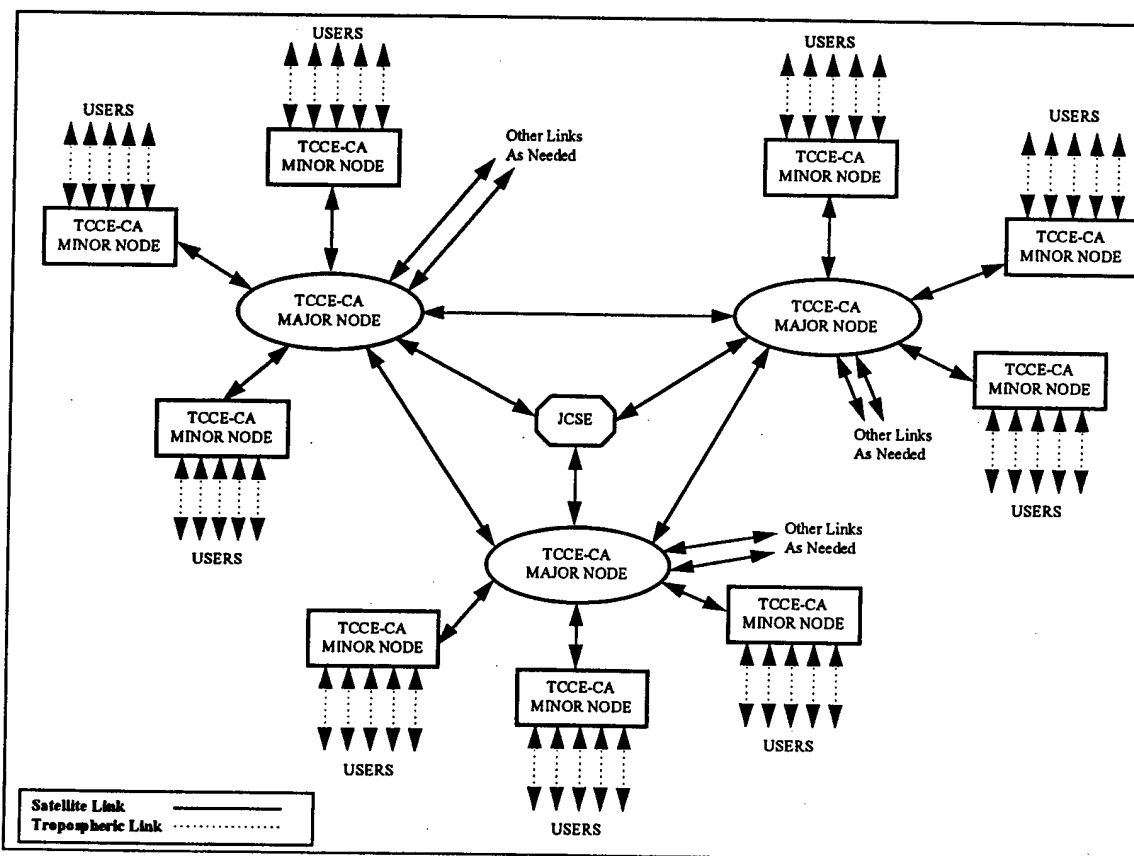 USERS
TCCE-CA
MINOR NODE
USERS
TCCE-CA
MINOR NODE
Other Links
As Needed
USERS
TCCE-CA
MINOR NODE
USERS
TCCE-CA
MINOR NODE
TCCE-CA
MAJOR NODE
TCCE-CA
MAJOR NODE
TCCE-CA
MINOR NODE
USERS
JCSE
TCCE-CA
MINOR NODE
USERS
Other Links
As Needed
TCCE-CA
MAJOR NODE
Other Links
As Needed
TCCE-CA
MINOR NODE
USERS
TCCE-CA
MINOR NODE
USERS
TCCE-CA
MINOR NODE
USERS
Satellite Link
Tropospheric Link